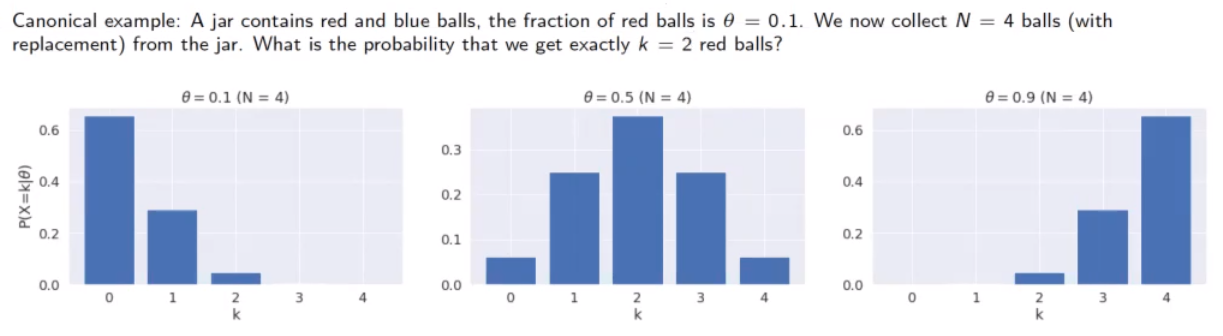 Canonical example: A jar contains red and blue balls, the fraction of red balls is θ = 0.1. We now collect N = 4 balls (with
replacement) from the jar. What is the probability that we get exactly k = 2 red balls?
θ = 0.1 (N = 4)
P(X=k|θ)
0.6
0.4
0.2
0.0
0 1 2 3 4
k
θ = 0.5 (N = 4)
0.3
0.2
0.1
0.0
0 1 2 3 4
k
θ = 0.9 (N = 4)
0.6
0.4
0.2
0.0
0 1 2 3 4
k